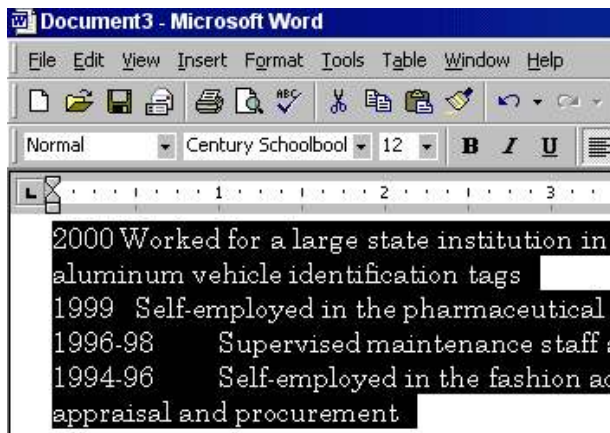 Document3 - Microsoft Word
File Edit View Insert Format Tools Table Window Help
ABC
Normal Century Schoolbool 12 B I U
L 1 2 3
2000 Worked for a large state institution in
aluminum vehicle identification tags
1999 Self-employed in the pharmaceutical
1996-98 Supervised maintenance staff
1994-96 Self-employed in the fashion
appraisal and procurement